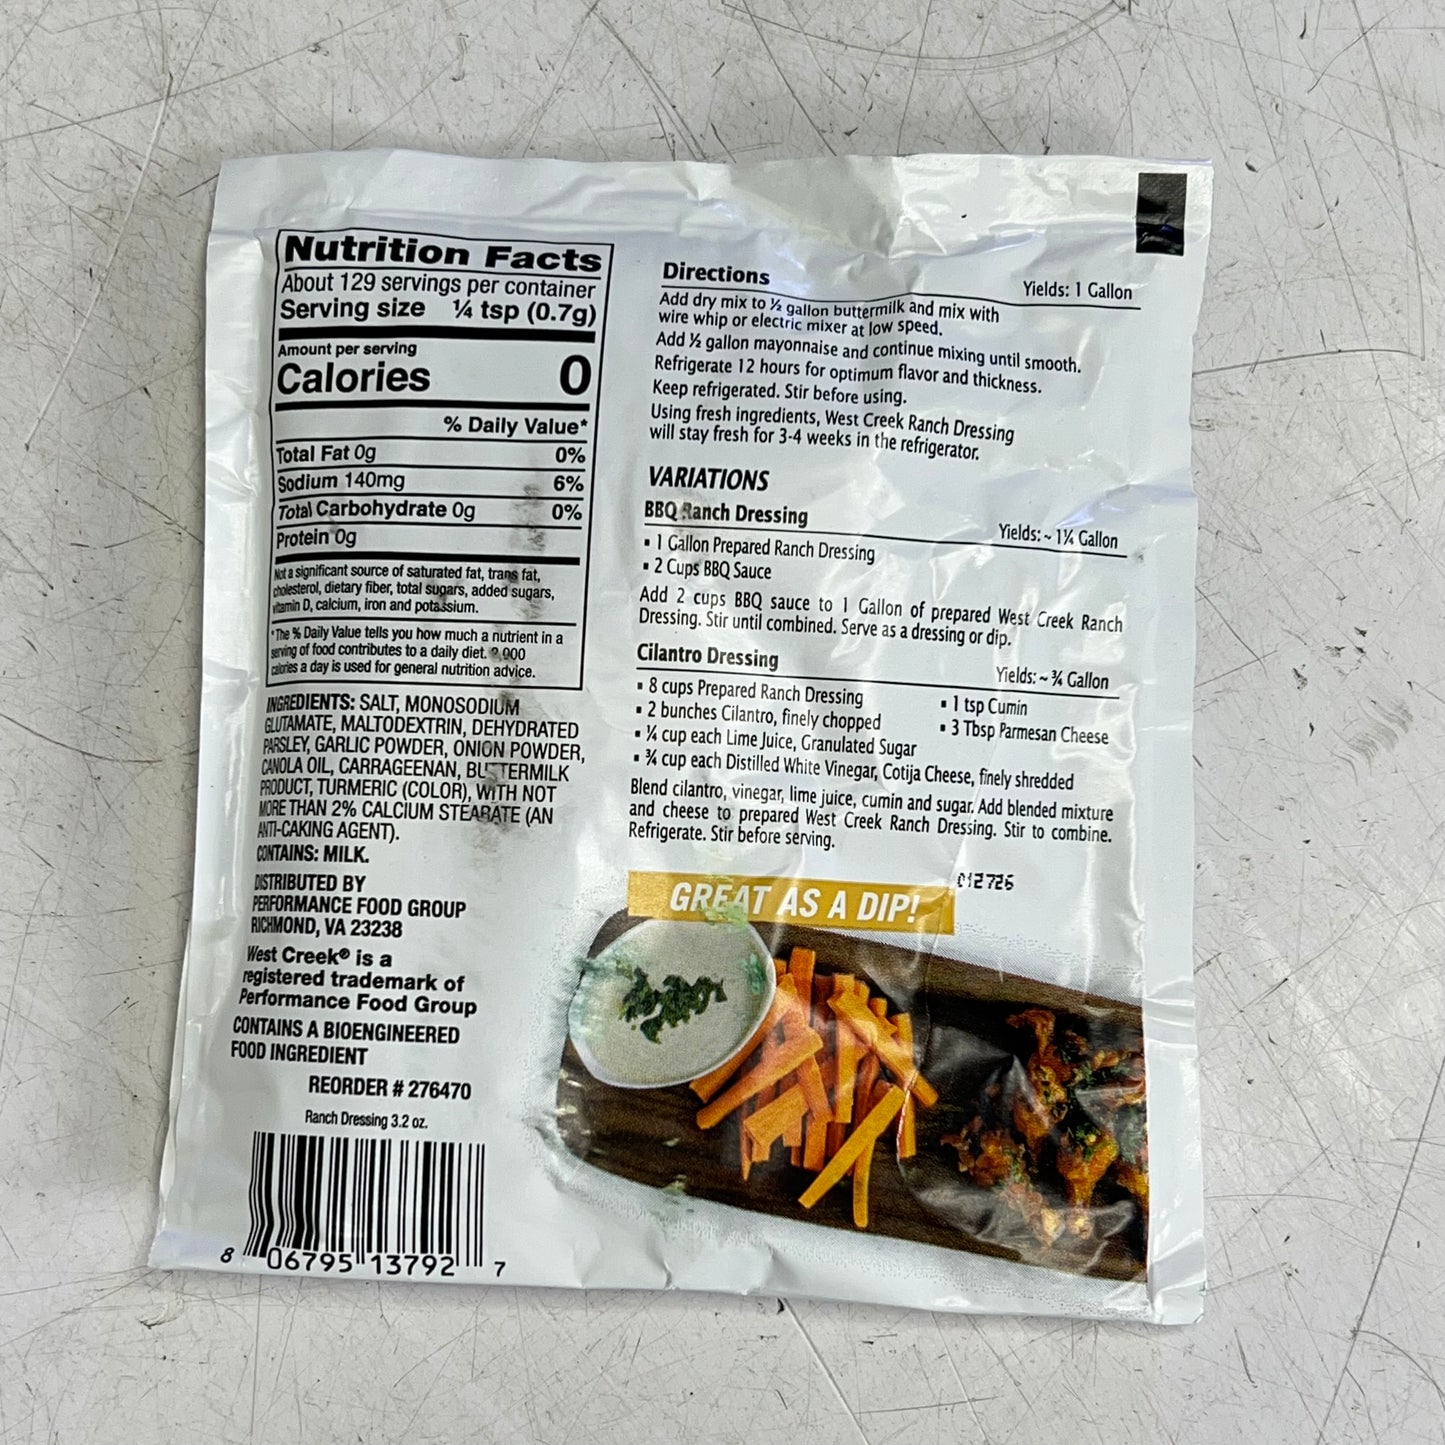 Nutrition Facts
About 129 servings per container
Serving size ¼ tsp (0.7g)
Amount per serving
Calories 0
% Daily Value*
Total Fat 0g 0%
Sodium 140mg 6%
Total Carbohydrate 0g 0%
Protein 0g
Not a significant source of saturated fat, trans fat,
cholesterol, dietary fiber, total sugars, added sugars,
vitamin D, calcium, iron and potassium.
*The % Daily Value tells you how much a nutrient in a
serving of food contributes to a daily diet. 2,000
calories a day is used for general nutrition advice.
INGREDIENTS: SALT, MONOSODIUM
GLUTAMATE, MALTODEXTRIN, DEHYDRATED
PARSLEY, GARLIC POWDER, ONION POWDER,
CANOLA OIL, CARRAGEENAN, BUTTERMILK
PRODUCT, TURMERIC (COLOR), WITH NOT
MORE THAN 2% CALCIUM STEARATE (AN
ANTI-CAKING AGENT).
CONTAINS: MILK.
DISTRIBUTED BY
PERFORMANCE FOOD GROUP
RICHMOND, VA 23238
West Creek® is a
registered trademark of
Performance Food Group
CONTAINS A BIOENGINEERED
FOOD INGREDIENT
REORDER # 276470
Ranch Dressing 3.2 oz.
8 06795 13792 7
Directions Yields: 1 Gallon
Add dry mix to ½ gallon buttermilk and mix with
wire whip or electric mixer at low speed.
Add ½ gallon mayonnaise and continue mixing until smooth.
Refrigerate 12 hours for optimum flavor and thickness.
Keep refrigerated. Stir before using.
Using fresh ingredients, West Creek Ranch Dressing
will stay fresh for 3-4 weeks in the refrigerator.
VARIATIONS
BBQ Ranch Dressing Yields: ~ 1¼ Gallon
▪ 1 Gallon Prepared Ranch Dressing
▪ 2 Cups BBQ Sauce
Add 2 cups BBQ sauce to 1 Gallon of prepared West Creek Ranch
Dressing. Stir until combined. Serve as a dressing or dip.
Cilantro Dressing Yields: ~ ¾ Gallon
▪ 8 cups Prepared Ranch Dressing ▪ 1 tsp Cumin
▪ 2 bunches Cilantro, finely chopped ▪ 3 Tbsp Parmesan Cheese
▪ ¼ cup each Lime Juice, Granulated Sugar
▪ ¾ cup each Distilled White Vinegar, Cotija Cheese, finely shredded
Blend cilantro, vinegar, lime juice, cumin and sugar. Add blended mixture
and cheese to prepared West Creek Ranch Dressing. Stir to combine.
Refrigerate. Stir before serving.
012726
GREAT AS A DIP!